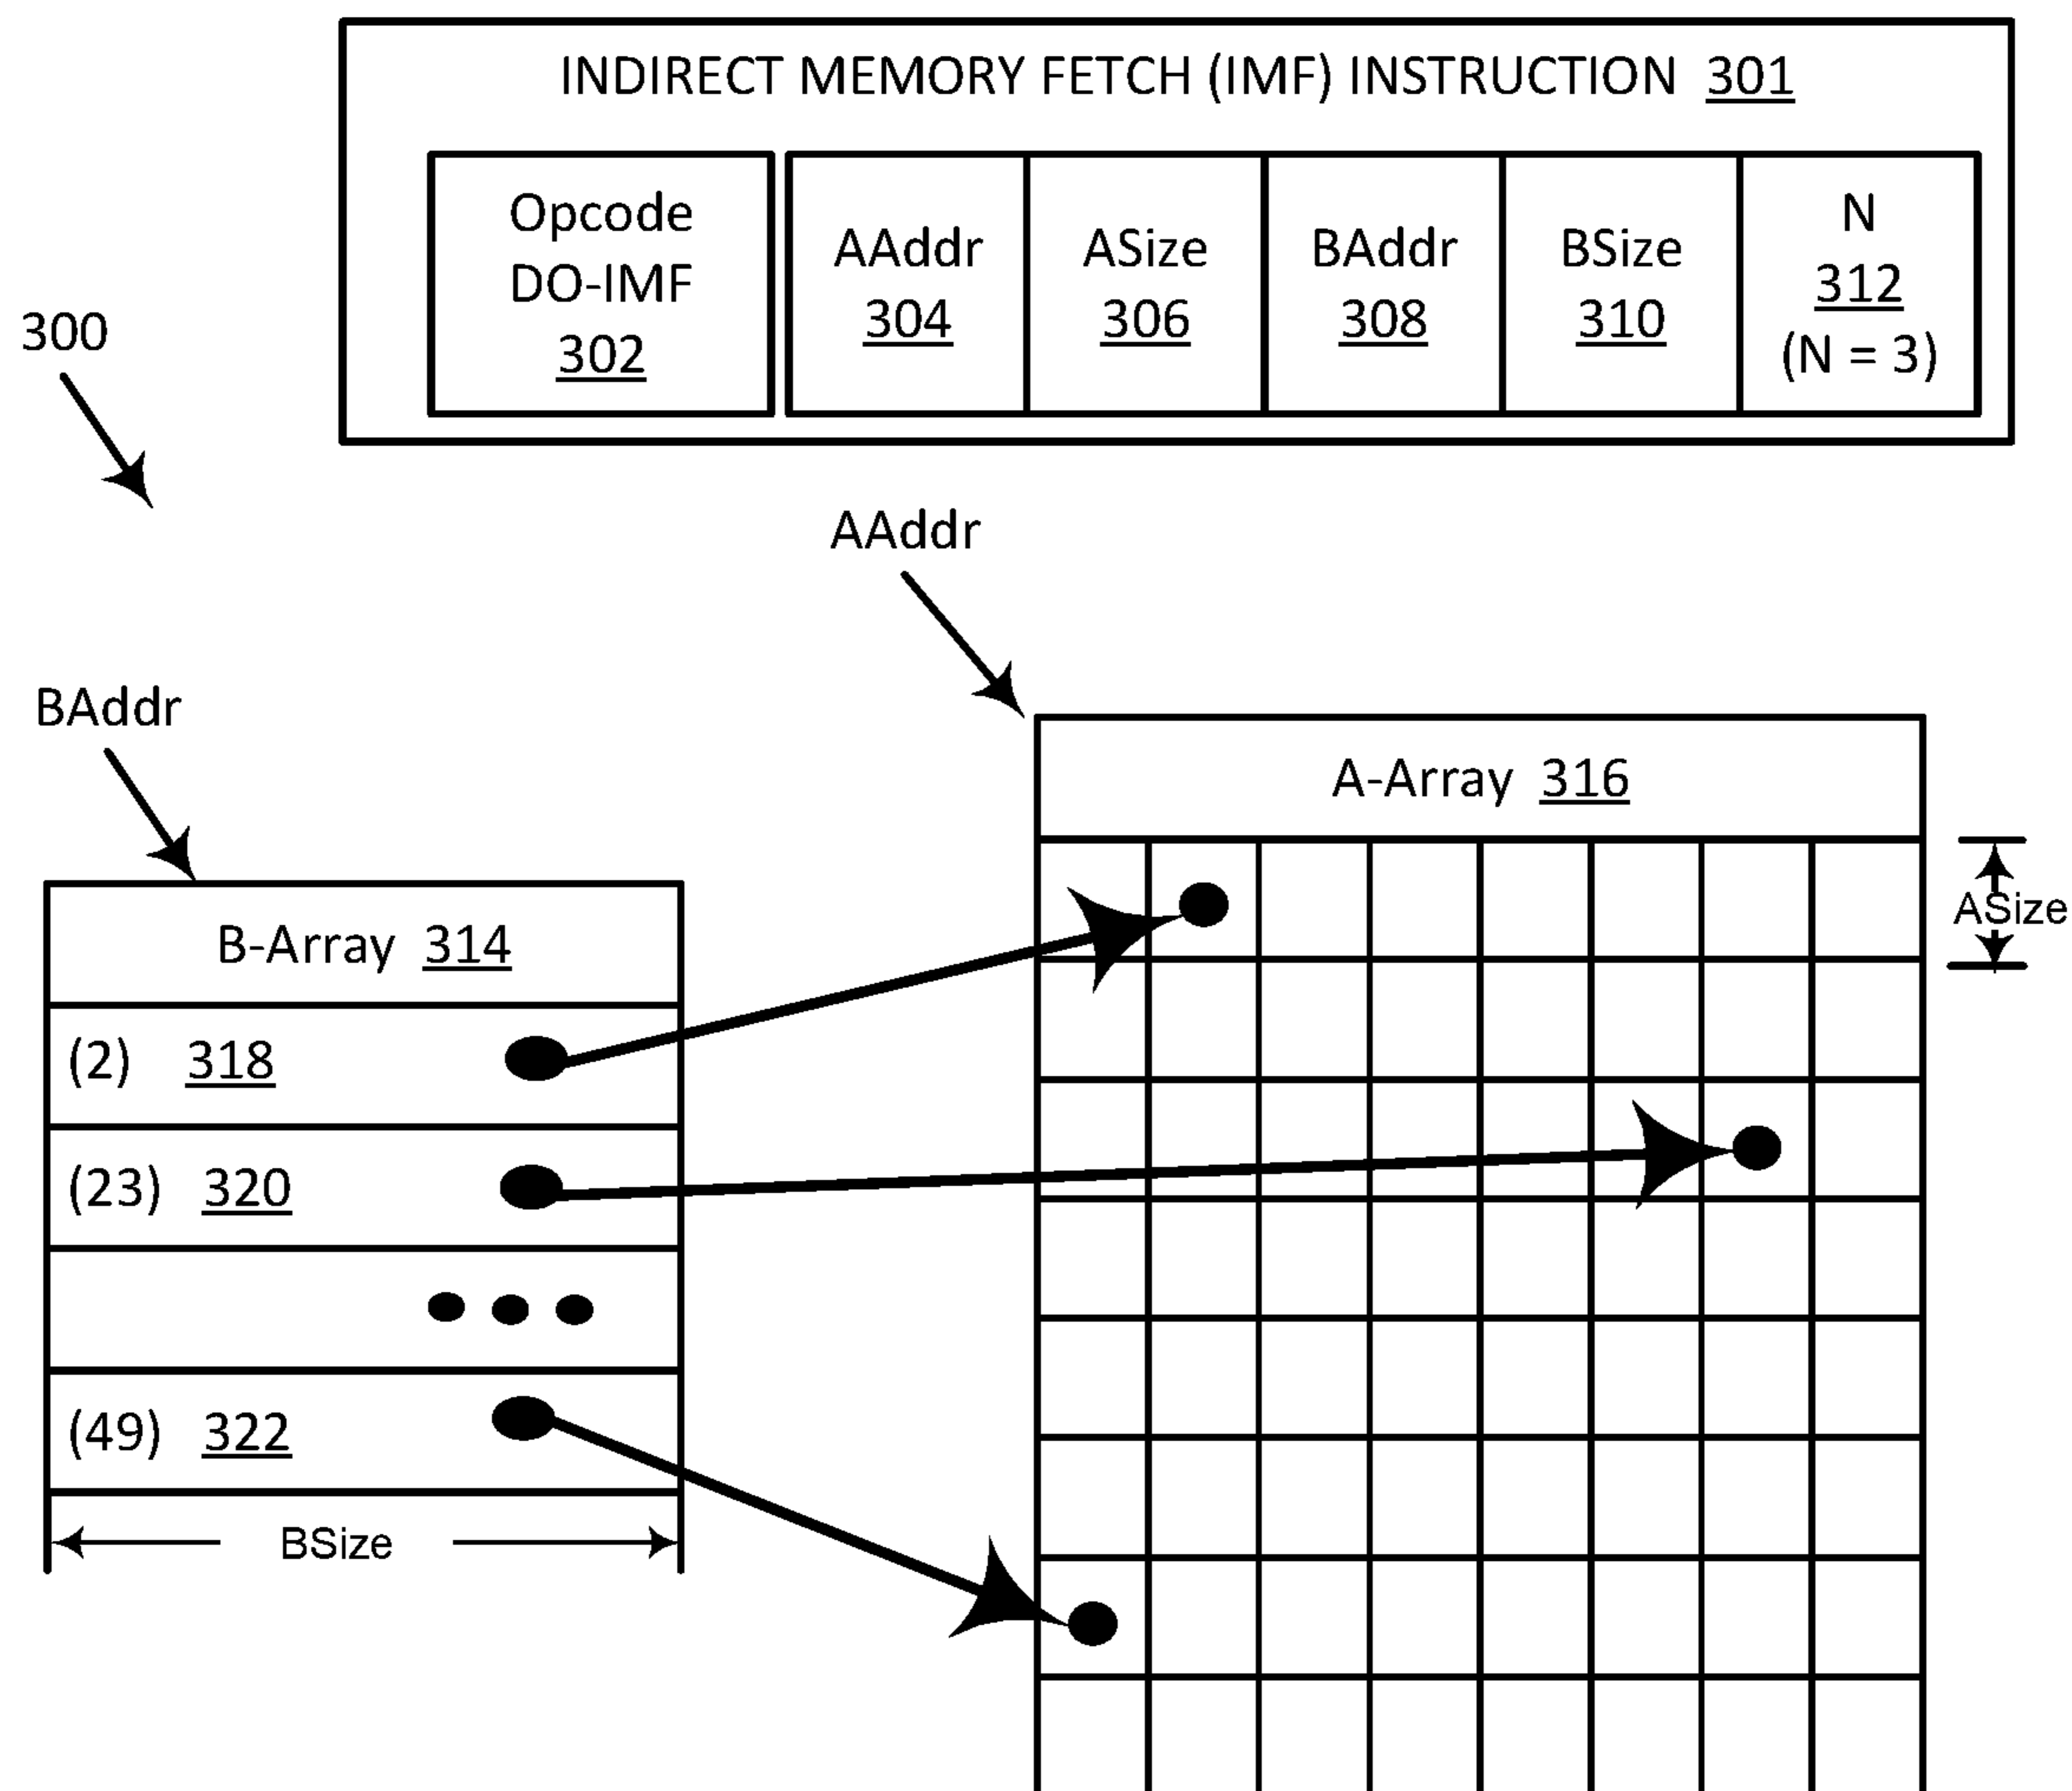 INDIRECT MEMORY FETCH (IMF) INSTRUCTION 301
Opcode
DO-IMF
302
AAddr
304
ASize
306
BAddr
308
BSize
310
N
312
(N = 3)
300
AAddr
BAddr
A-Array 316
ASize
B-Array 314
(2) 318
(23) 320
(49) 322
BSize